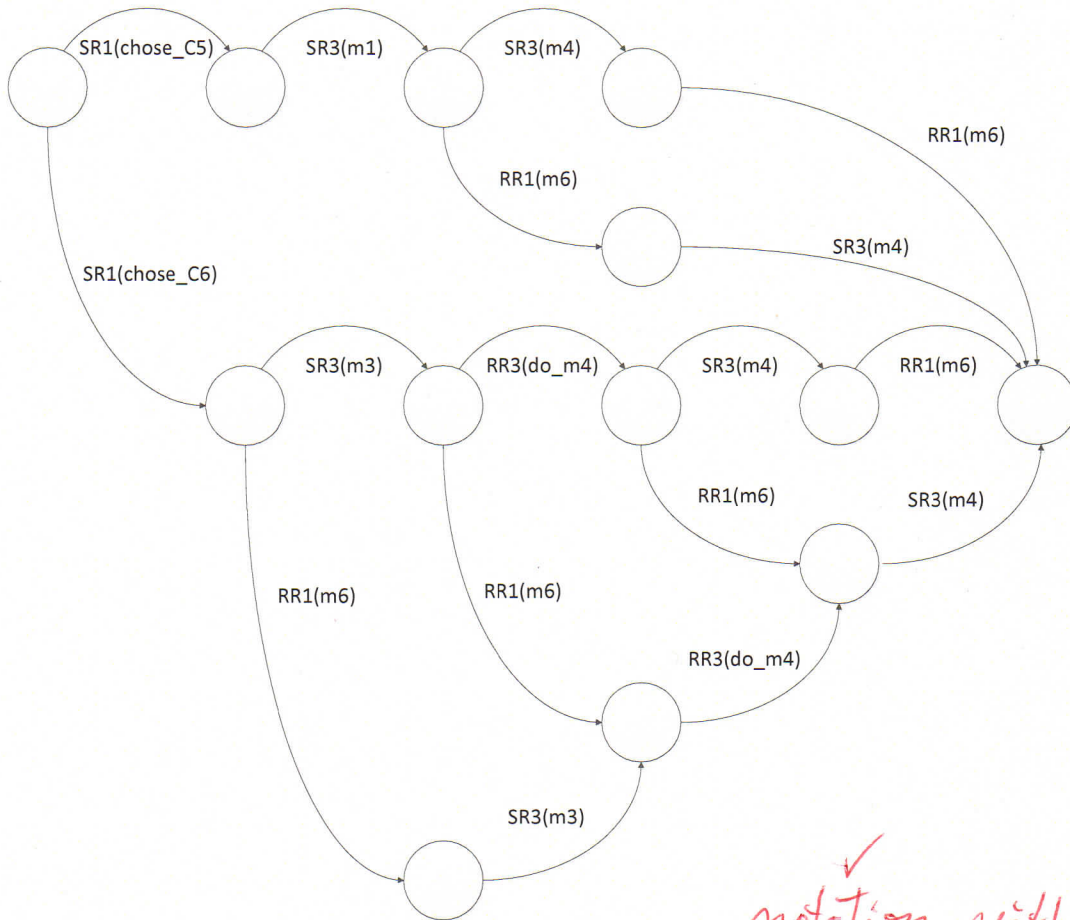 SR1(chose_C5)
SR3(m1)
SR3(m4)
RR1(m6)
RR1(m6)
SR3(m4)
SR1(chose_C6)
SR3(m3)
RR3(do_m4)
SR3(m4)
RR1(m6)
RR1(m6)
SR3(m4)
RR1(m6)
RR1(m6)
RR3(do_m4)
SR3(m3)
notation